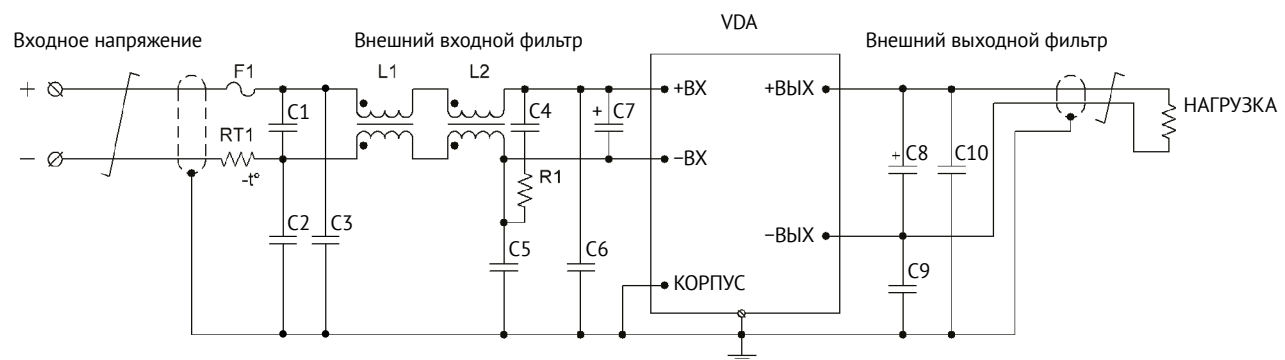 VDA
Входное напряжение
Внешний входной фильтр
Внешний выходной фильтр
F1
L1
L2
+
+ВХ
+ВЫХ
НАГРУЗКА
C1
C4
+ C7
RT1
−
−ВХ
-t°
R1
+ C8
C10
C2
C3
−ВЫХ
C5
C6
КОРПУС
C9